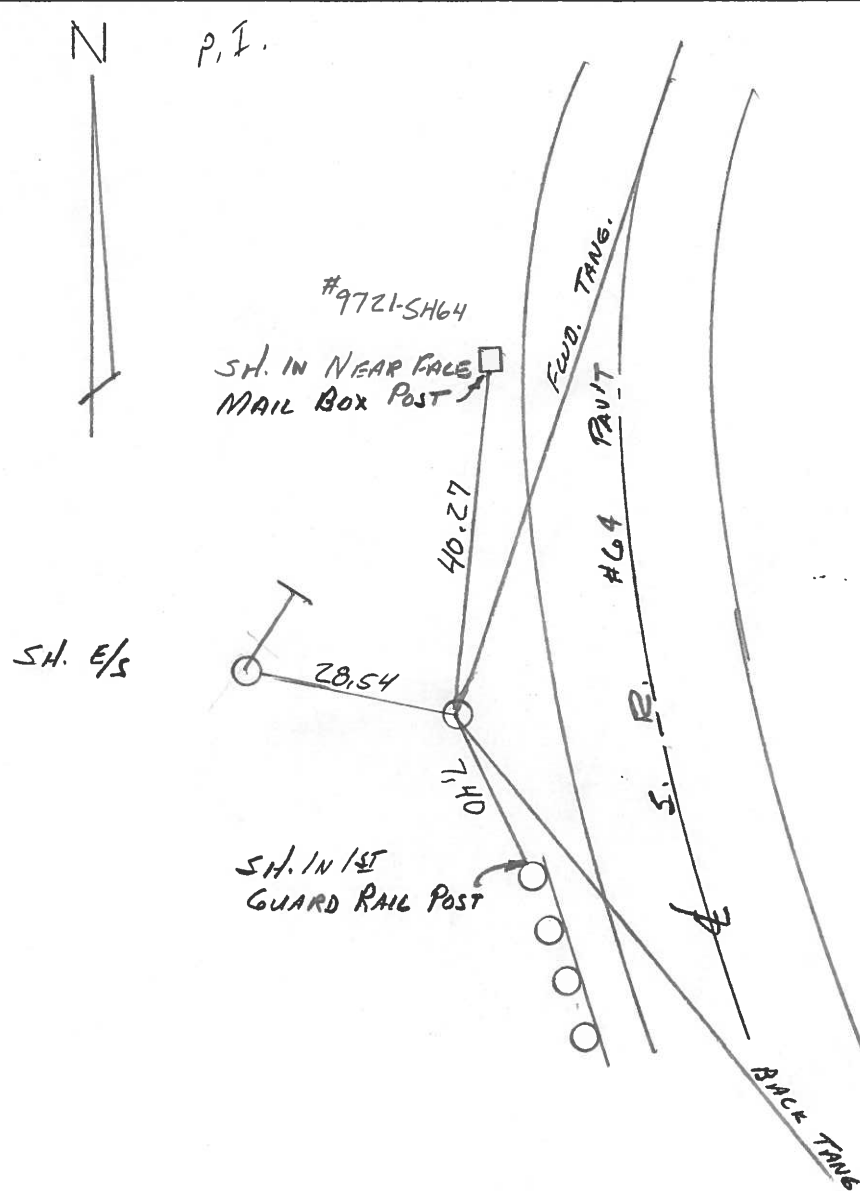 N
P.I.
#9721-SH64
SH. IN NEAR FACE
MAIL BOX POST
FWD. TANG.
40.27
#64 PAV'T
S. R.
℄
SH. E/S
28.54
7.40
SH. IN 1ST
GUARD RAIL POST
BACK TANG